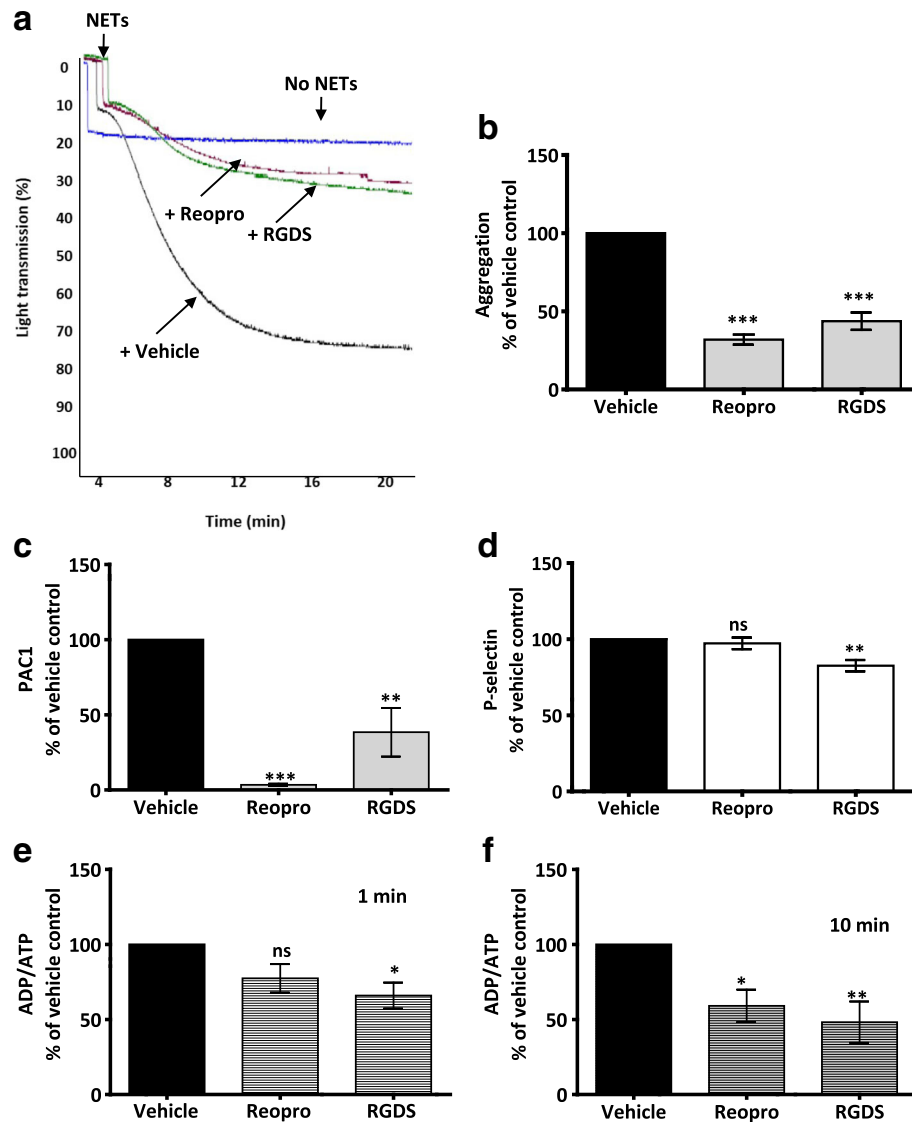 a
NETs
No NETs
0
10
20
30
40
50
60
70
80
90
100
Light transmission (%)
+ Reopro
+ RGDS
+ Vehicle
4 8 12 16 20
Time (min)
b
Aggregation
% of vehicle control
150
100
50
0
***
***
Vehicle Reopro RGDS
c
PAC1
% of vehicle control
150
100
50
0
***
**
Vehicle Reopro RGDS
d
P-selectin
% of vehicle control
150
100
50
0
ns
**
Vehicle Reopro RGDS
e
ADP/ATP
% of vehicle control
150
100
50
0
1 min
ns
*
Vehicle Reopro RGDS
f
ADP/ATP
% of vehicle control
150
100
50
0
10 min
*
**
Vehicle Reopro RGDS